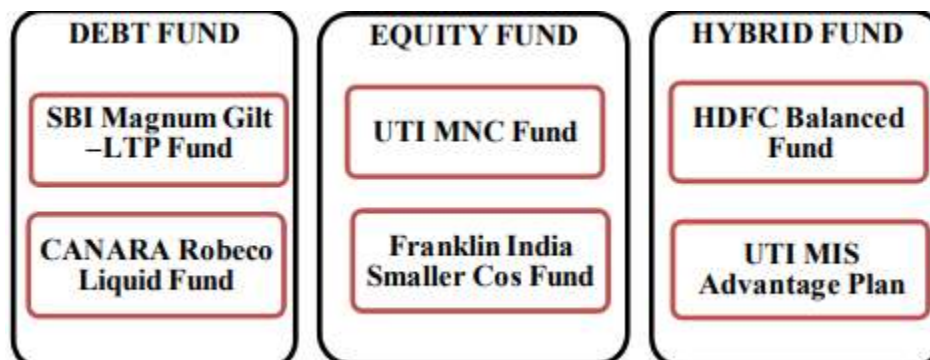 DEBT FUND
SBI Magnum Gilt
–LTP Fund
CANARA Robeco
Liquid Fund
EQUITY FUND
UTI MNC Fund
Franklin India
Smaller Cos Fund
HYBRID FUND
HDFC Balanced
Fund
UTI MIS
Advantage Plan